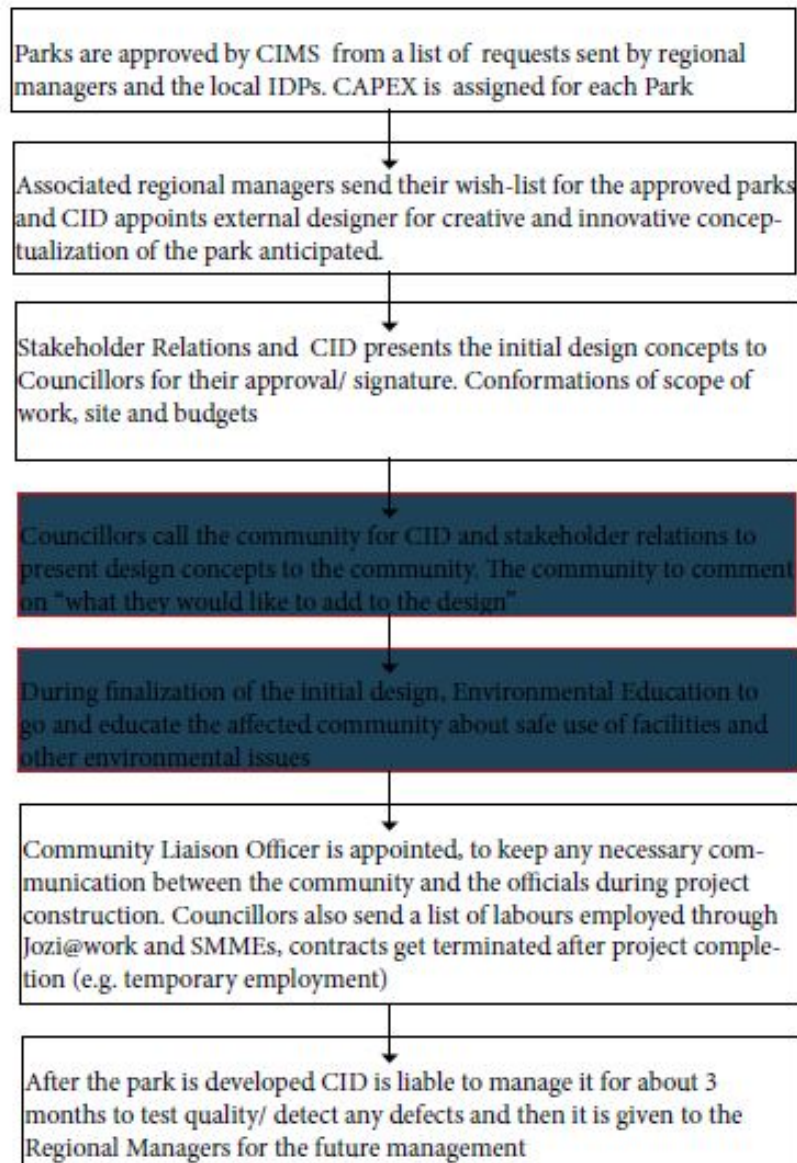 Parks are approved by CIMS from a list of requests sent by regional
managers and the local IDPs. CAPEX is assigned for each Park
Associated regional managers send their wish-list for the approved parks
and CID appoints external designer for creative and innovative concep-
tualization of the park anticipated.
Stakeholder Relations and CID presents the initial design concepts to
Councillors for their approval/ signature. Conformations of scope of
work, site and budgets
Councillors call the community for CID and stakeholder relations to
present design concepts to the community. The community to comment
on “what they would like to add to the design”
During finalization of the initial design, Environmental Education to
go and educate the affected community about safe use of facilities and
other environmental issues
Community Liaison Officer is appointed, to keep any necessary com-
munication between the community and the officials during project
construction. Councillors also send a list of labours employed through
Jozi@work and SMMEs, contracts get terminated after project comple-
tion (e.g. temporary employment)
After the park is developed CID is liable to manage it for about 3
months to test quality/ detect any defects and then it is given to the
Regional Managers for the future management